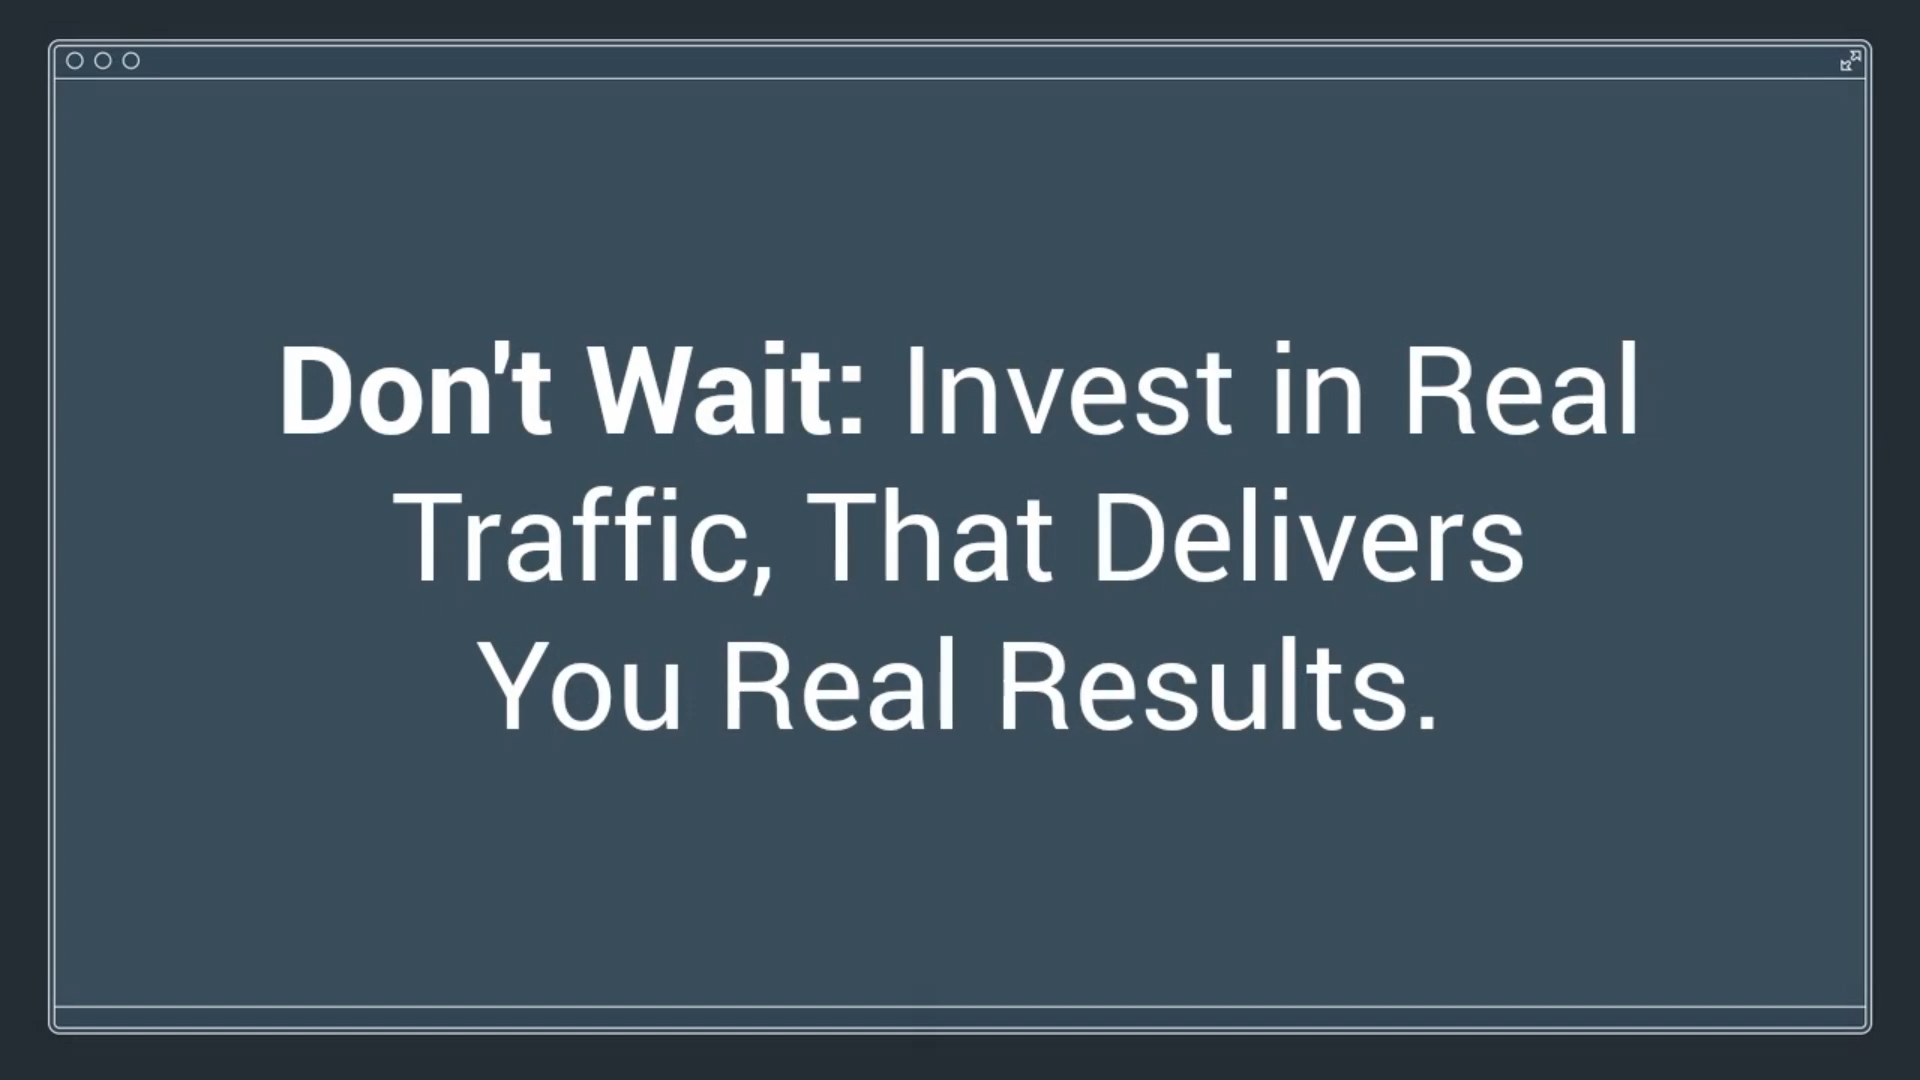 Don't Wait: Invest in Real
Traffic, That Delivers
You Real Results.